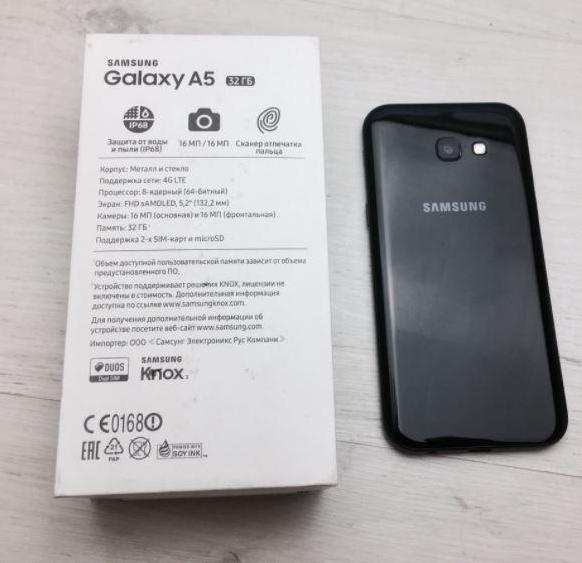 SAMSUNG
Galaxy A5 32 ГБ
IP68
Защита от воды
и пыли (IP68)
16 МП / 16 МП
Сканер отпечатка
пальца
Корпус: Металл и стекло
Поддержка сети: 4G LTE
Процессор: 8-ядерный (64-битный)
Экран: FHD sAMOLED, 5,2" (132,2 мм)
Камеры: 16 МП (основная) и 16 МП (фронтальная)
Память: 32 ГБ
Поддержка 2-х SIM-карт и microSD
Объем доступной пользовательской памяти зависит от объема
предустановленного ПО.
Устройство поддерживает решения KNOX, лицензии не
включены в стоимость. Дополнительная информация
доступна по ссылке www.samsungknox.com.
Для получения дополнительной информации об
устройстве посетите веб-сайт www.samsung.com.
Импортер: ООО < Самсунг Электроникс Рус Компани >
DUOS
Dual SIM
SAMSUNG
Knox
CE0168
EAC
21
PAP
PRINTED WITH
SOY INK
SAMSUNG